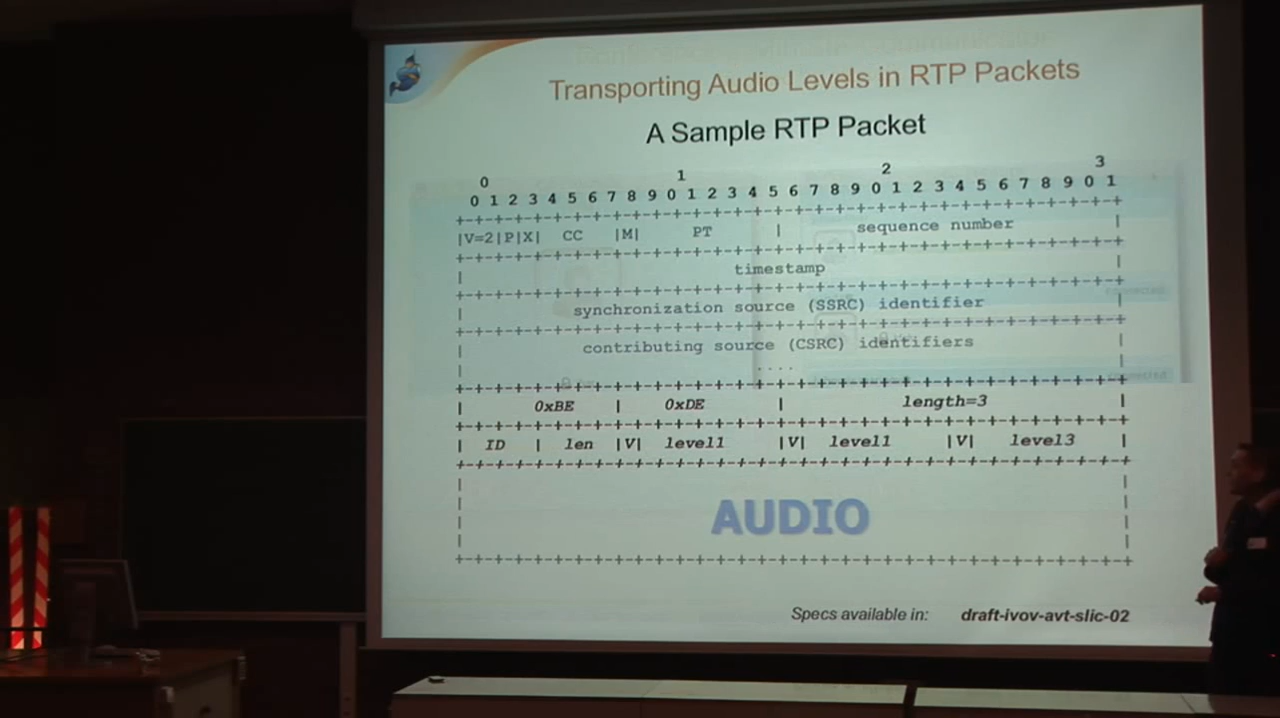 Transporting Audio Levels in RTP Packets
A Sample RTP Packet
0 1 2 3
0 1 2 3 4 5 6 7 8 9 0 1 2 3 4 5 6 7 8 9 0 1 2 3 4 5 6 7 8 9 0 1
+-+-+-+-+-+-+-+-+-+-+-+-+-+-+-+-+-+-+-+-+-+-+-+-+-+-+-+-+-+-+-+-+
|V=2|P|X| CC |M| PT | sequence number |
+-+-+-+-+-+-+-+-+-+-+-+-+-+-+-+-+-+-+-+-+-+-+-+-+-+-+-+-+-+-+-+-+
| timestamp |
+-+-+-+-+-+-+-+-+-+-+-+-+-+-+-+-+-+-+-+-+-+-+-+-+-+-+-+-+-+-+-+-+
| synchronization source (SSRC) identifier |
+-+-+-+-+-+-+-+-+-+-+-+-+-+-+-+-+-+-+-+-+-+-+-+-+-+-+-+-+-+-+-+-+
| contributing source (CSRC) identifiers |
| .... |
+-+-+-+-+-+-+-+-+-+-+-+-+-+-+-+-+-+-+-+-+-+-+-+-+-+-+-+-+-+-+-+-+
| 0xBE | 0xDE | length=3 |
+-+-+-+-+-+-+-+-+-+-+-+-+-+-+-+-+-+-+-+-+-+-+-+-+-+-+-+-+-+-+-+-+
| ID | len |V| level1 |V| level1 |V| level3 |
+-+-+-+-+-+-+-+-+-+-+-+-+-+-+-+-+-+-+-+-+-+-+-+-+-+-+-+-+-+-+-+-+
AUDIO
+-+-+-+-+-+-+-+-+-+-+-+-+-+-+-+-+-+-+-+-+-+-+-+-+-+-+-+-+-+-+-+-+
Specs available in: draft-ivov-avt-slic-02